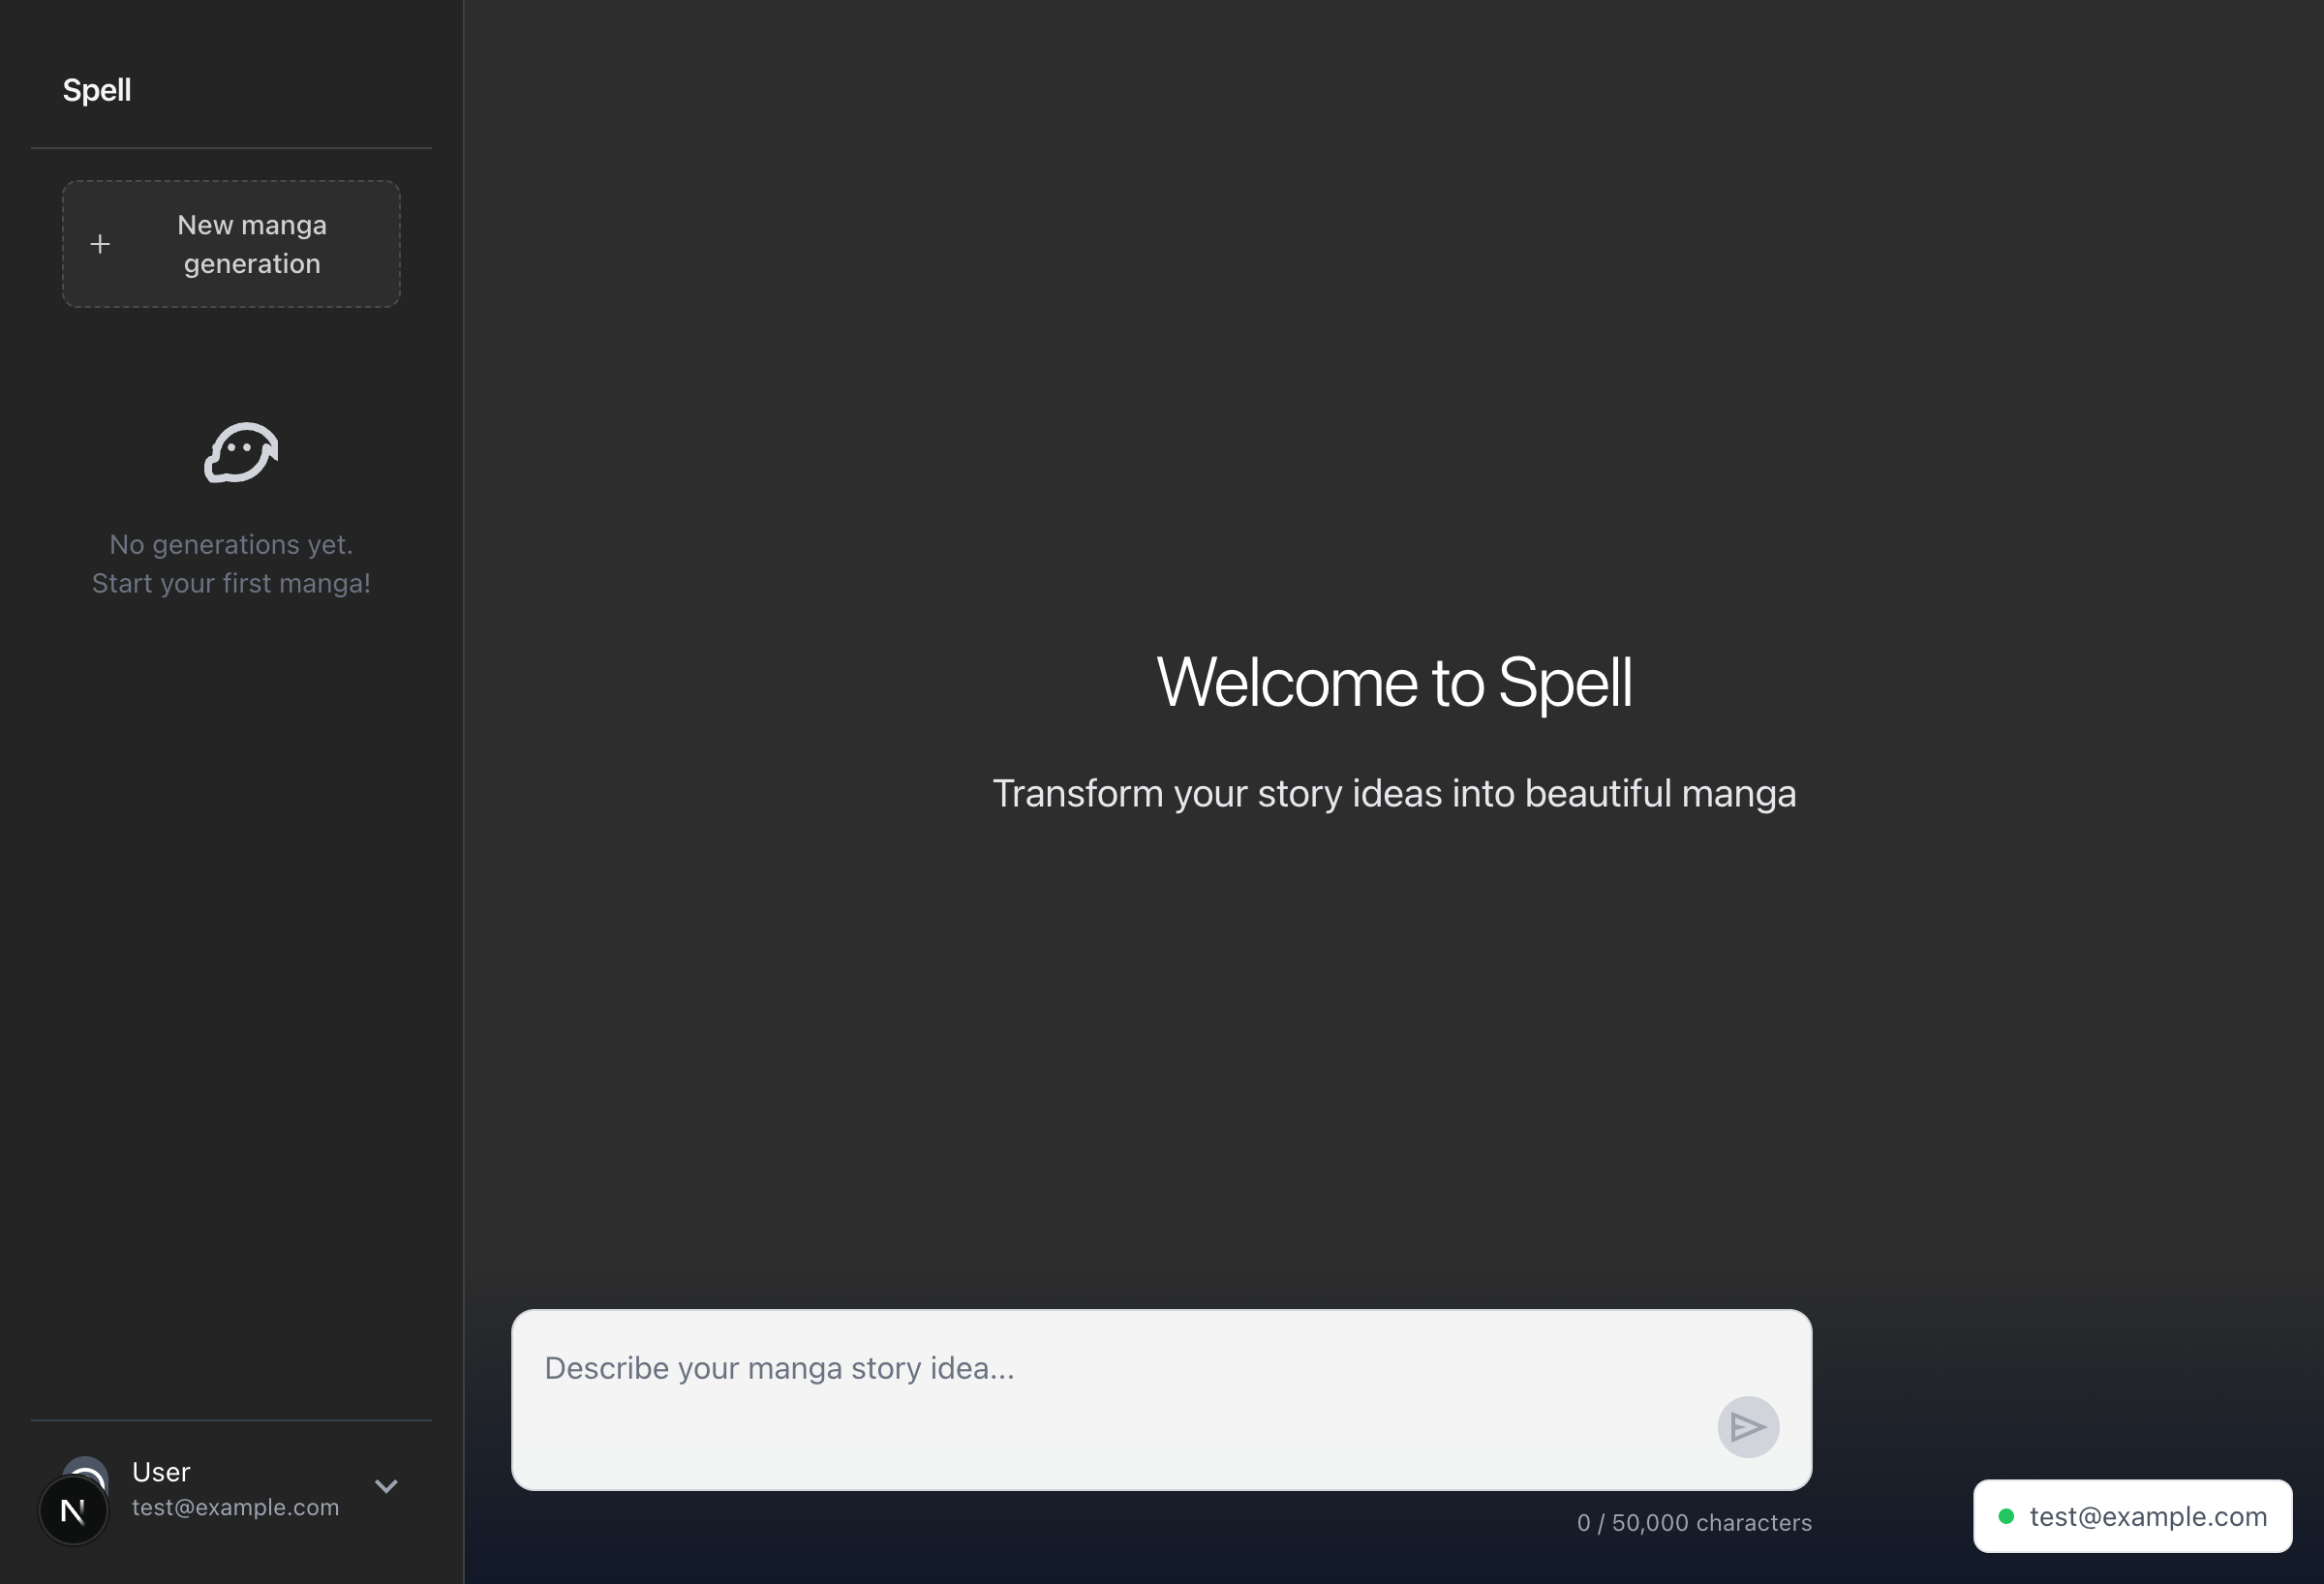 Spell
New manga
generation
No generations yet.
Start your first manga!
Welcome to Spell
Transform your story ideas into beautiful manga
Describe your manga story idea...
0 / 50,000 characters
User
test@example.com
N
test@example.com